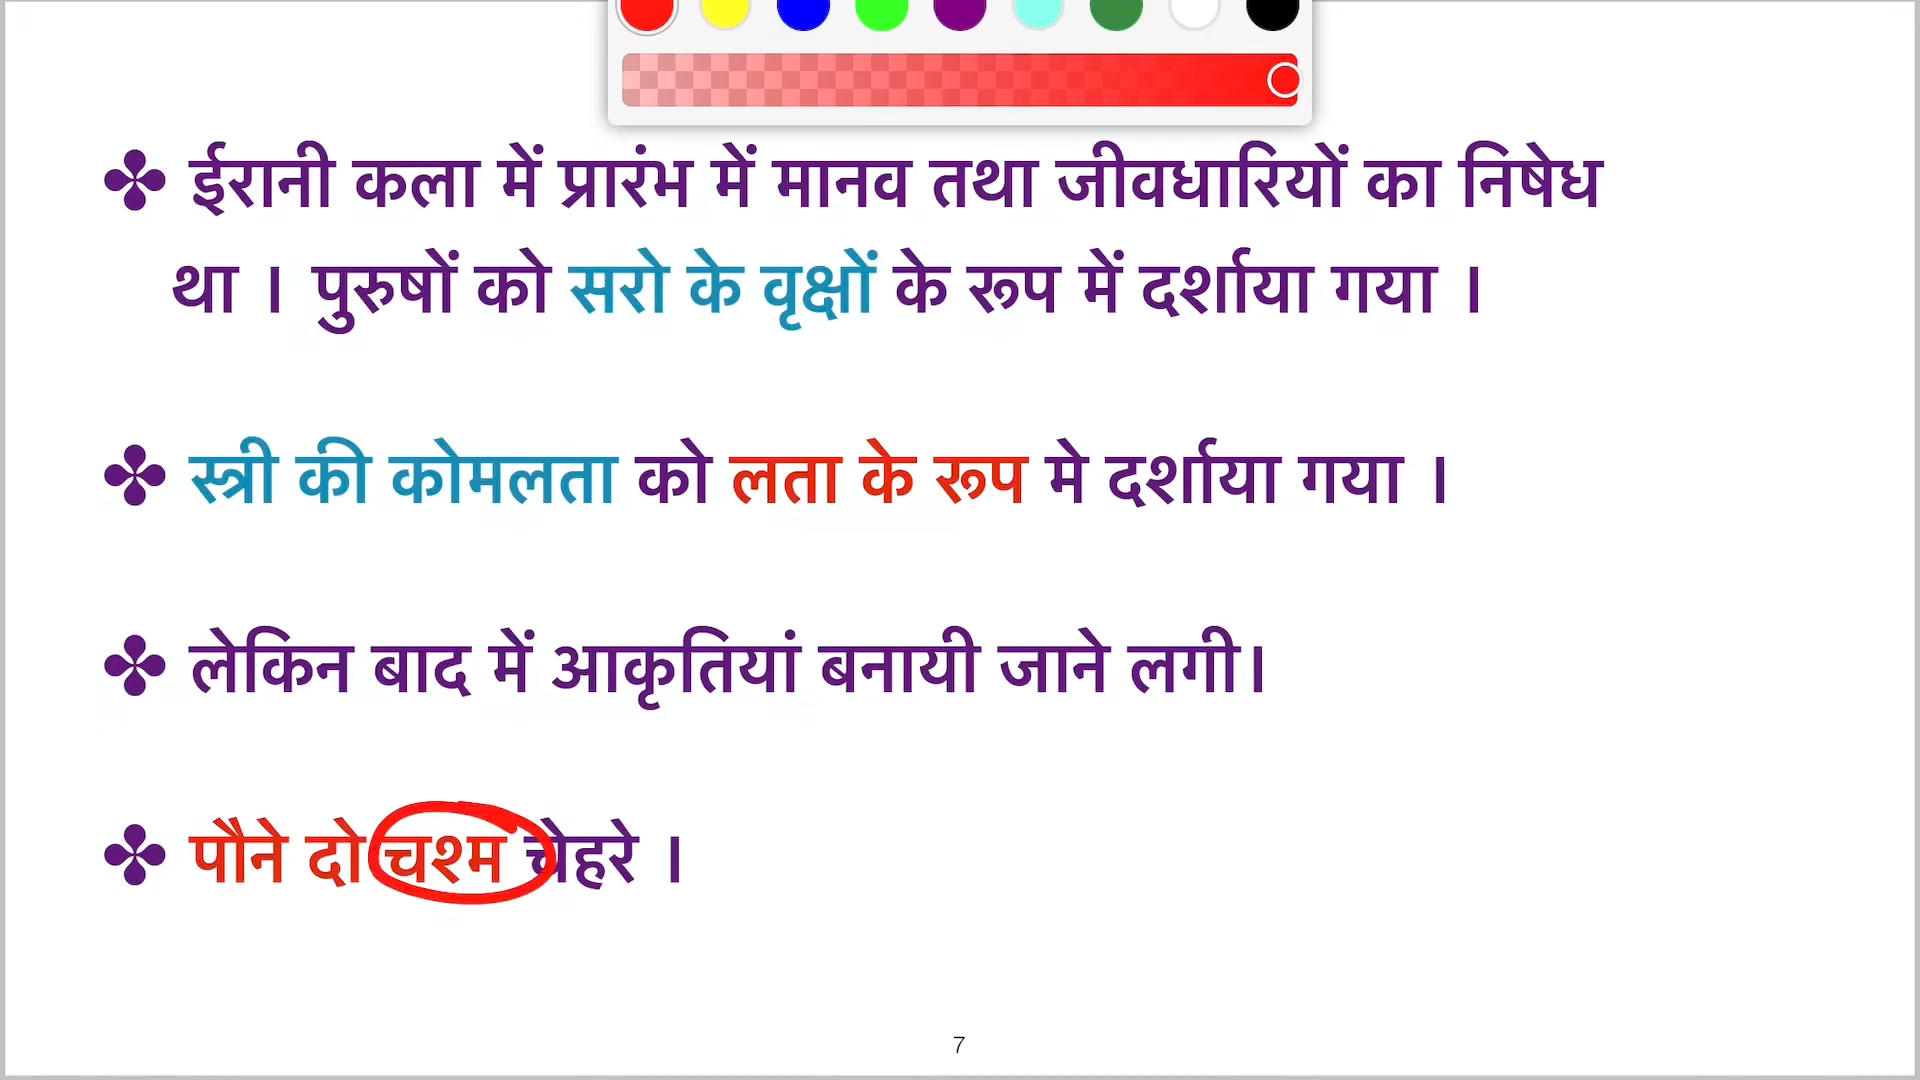 ईरानी कला में प्रारंभ में मानव तथा जीवधारियों का निषेध
था । पुरुषों को सरो के वृक्षों के रूप में दर्शाया गया ।
स्त्री की कोमलता को लता के रूप मे दर्शाया गया ।
लेकिन बाद में आकृतियां बनायी जाने लगी।
पौने दो चश्म चेहरे ।
7